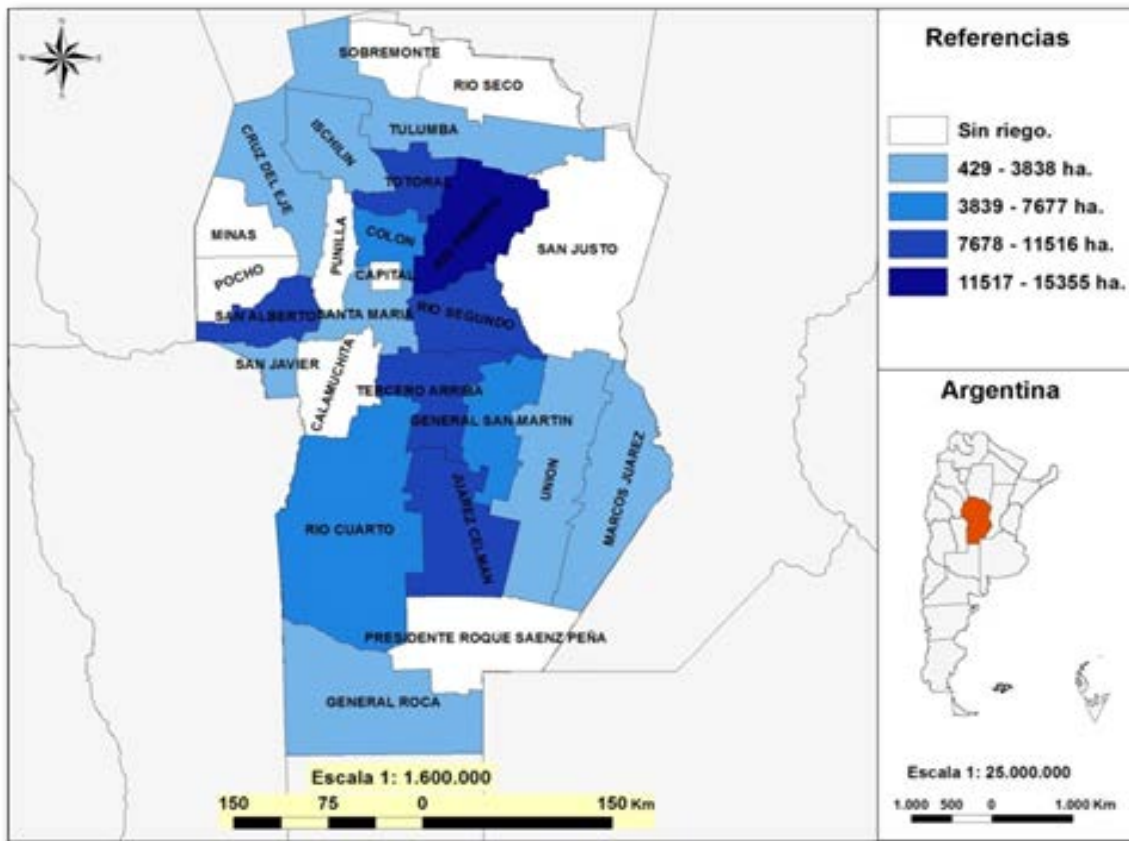 SOBREMONTE
RIO SECO
TULUMBA
ISCHILIN
CRUZ DEL EJE
TOTORAL
MINAS
PUNILLA
COLON
SAN JUSTO
POCHO
CAPITAL
SAN ALBERTO
SANTA MARIA
RIO SEGUNDO
SAN JAVIER
CALAMUCHITA
TERCERO ARRIBA
GENERAL SAN MARTIN
UNION
MARCOS JUAREZ
JUAREZ CELMAN
RIO CUARTO
PRESIDENTE ROQUE SAENZ PEÑA
GENERAL ROCA
Escala 1: 1.600.000
150 75 0 150 Km
Referencias
Sin riego.
429 - 3838 ha.
3839 - 7677 ha.
7678 - 11516 ha.
11517 - 15355 ha.
Argentina
Escala 1: 25.000.000
1.000 500 0 1.000 Km